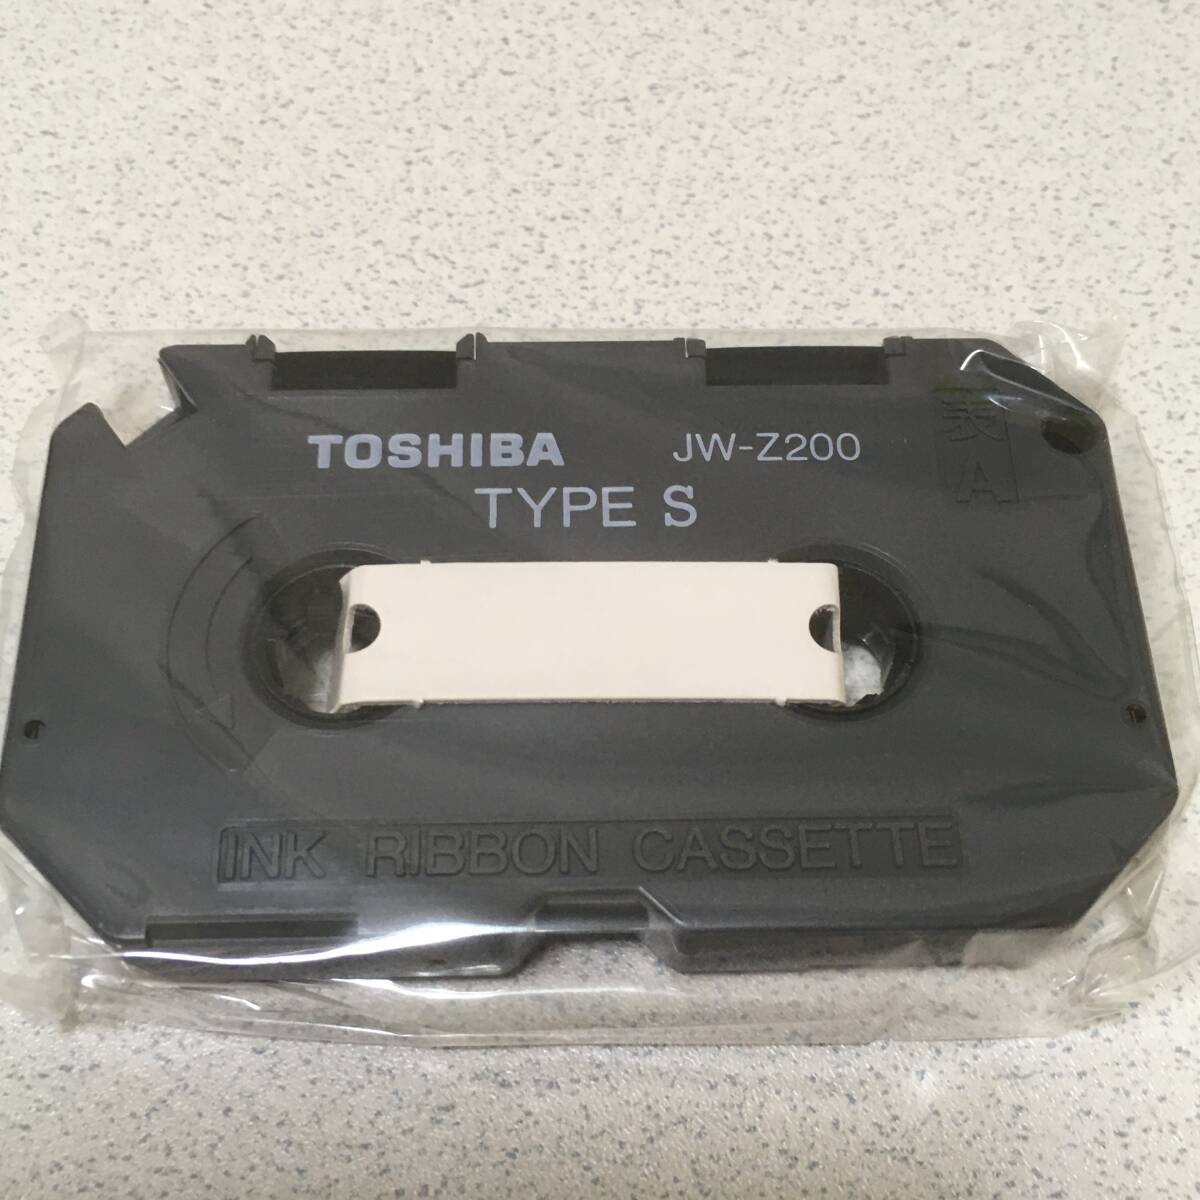 TOSHIBA JW-Z200
TYPE S
表
A
INK RIBBON CASSETTE